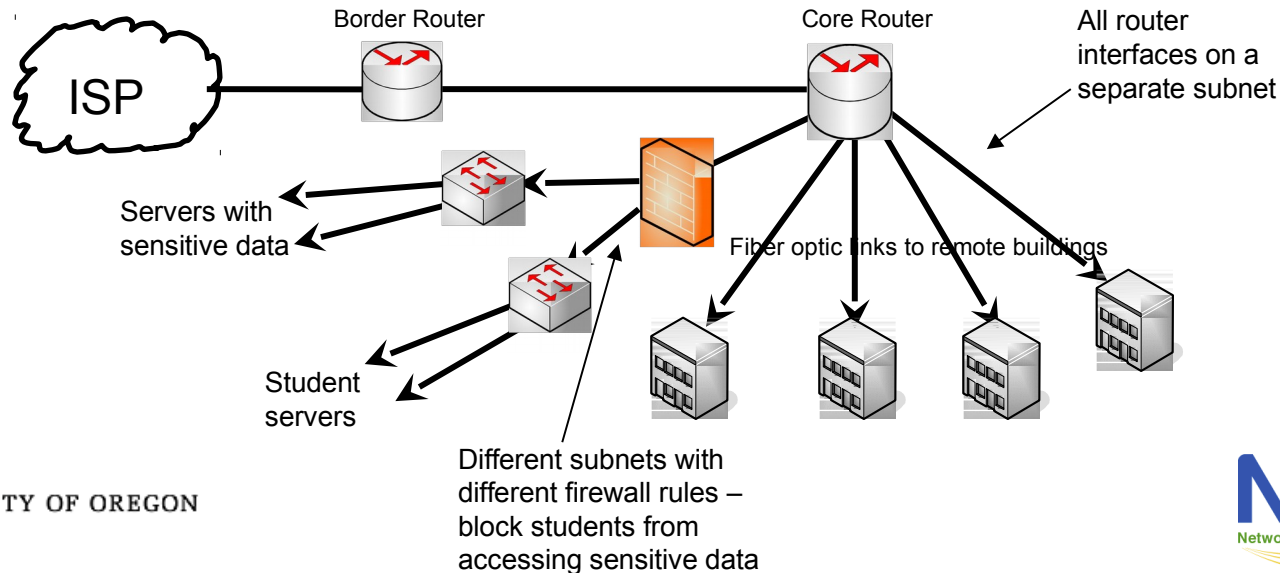 Border Router
Core Router
All router
interfaces on a
separate subnet
ISP
Servers with
sensitive data
Fiber optic links to remote buildings
Student
servers
Different subnets with
different firewall rules –
block students from
accessing sensitive data
TY OF OREGON
N
Netwo